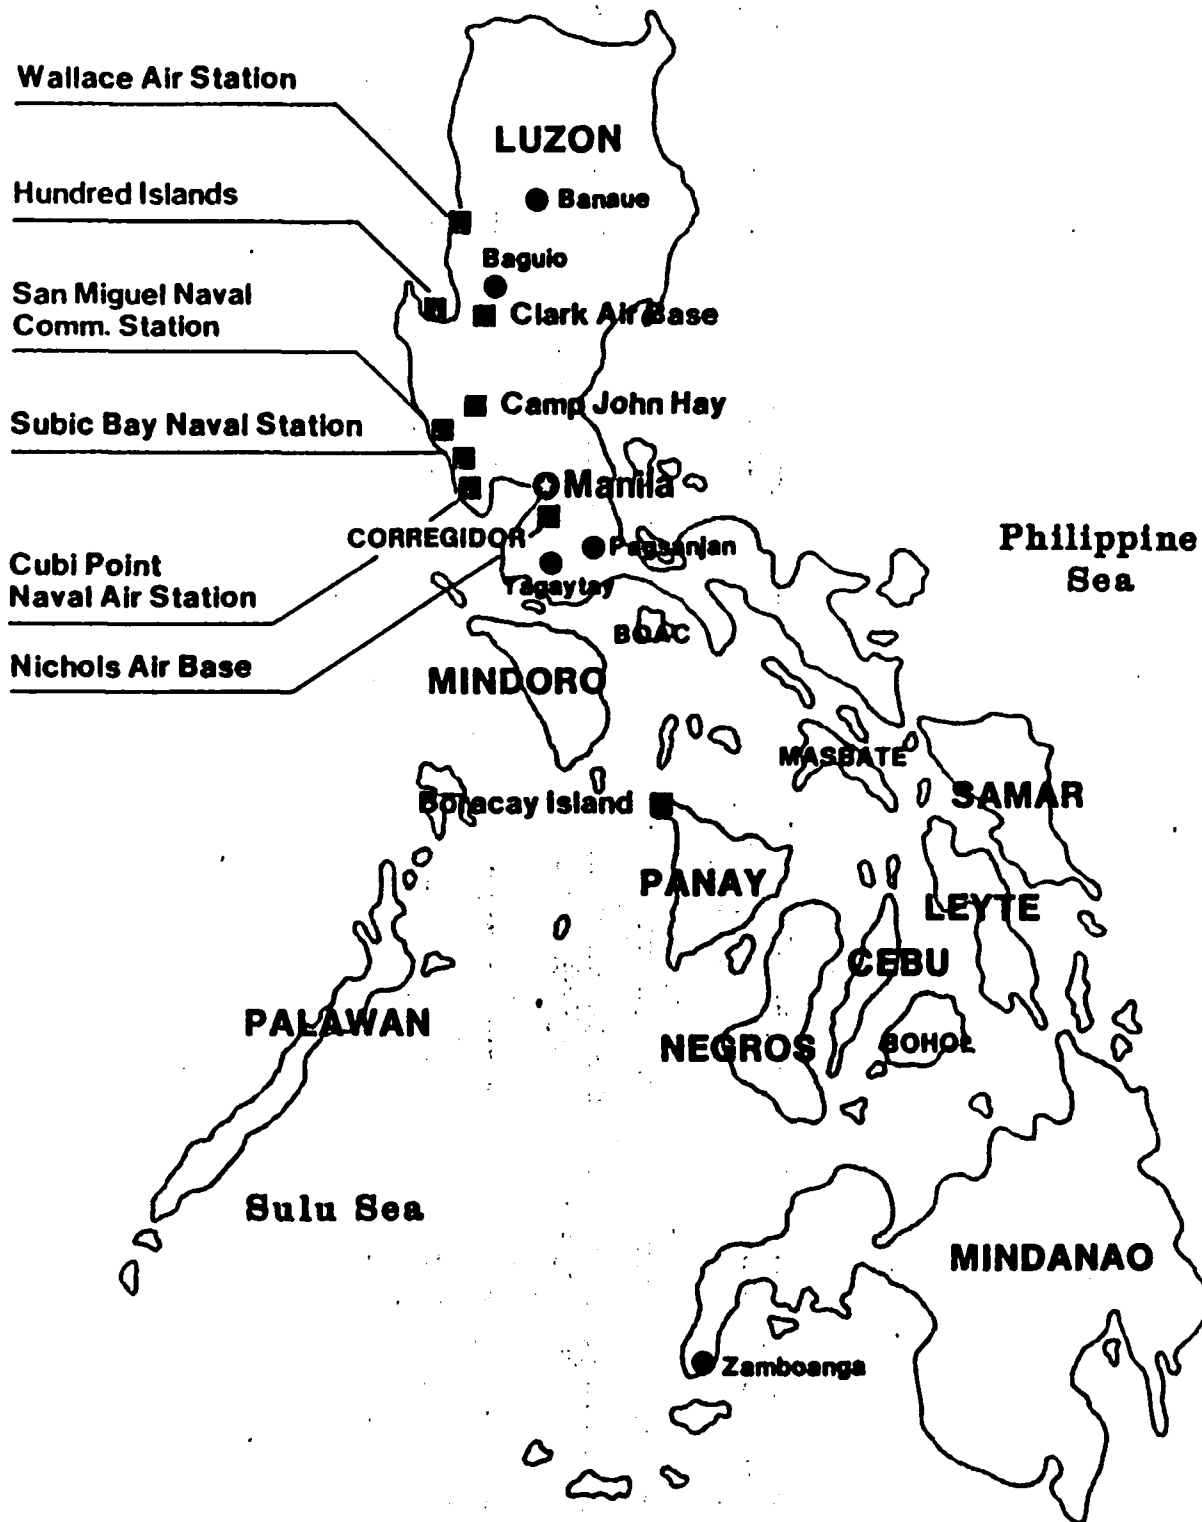 Wallace Air Station
LUZON
Hundred Islands
Banaue
Baguio
San Miguel Naval
Comm. Station
Clark Air Base
Camp John Hay
Subic Bay Naval Station
Manila
CORREGIDOR
Pagsanjan
Philippine
Sea
Cubi Point
Naval Air Station
Tagaytay
BOAC
Nichols Air Base
MINDORO
MASBATE
SAMAR
Boracay Island
PANAY
LEYTE
CEBU
PALAWAN
NEGROS
BOHOL
Sulu Sea
MINDANAO
Zamboanga